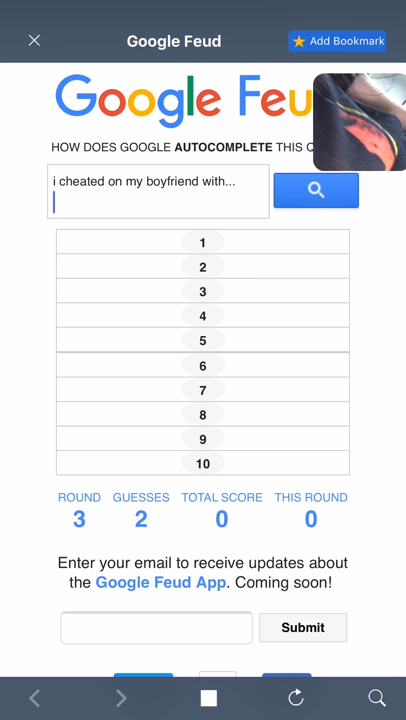 Google Feud
Add Bookmark
Google Feu
HOW DOES GOOGLE AUTOCOMPLETE THIS
i cheated on my boyfriend with...
1
2
3
4
5
6
7
8
9
10
ROUND GUESSES TOTAL SCORE THIS ROUND
3 2 0 0
Enter your email to receive updates about
the Google Feud App. Coming soon!
Submit